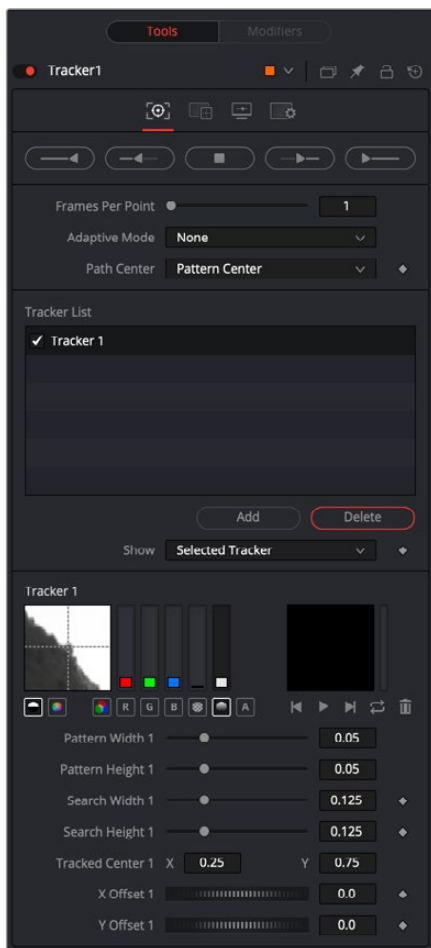 Tools Modifiers
Tracker1
Frames Per Point 1
Adaptive Mode None
Path Center Pattern Center
Tracker List
Tracker 1
Add Delete
Show Selected Tracker
Tracker 1
R G B A
Pattern Width 1 0.05
Pattern Height 1 0.05
Search Width 1 0.125
Search Height 1 0.125
Tracked Center 1 X 0.25 Y 0.75
X Offset 1 0.0
Y Offset 1 0.0